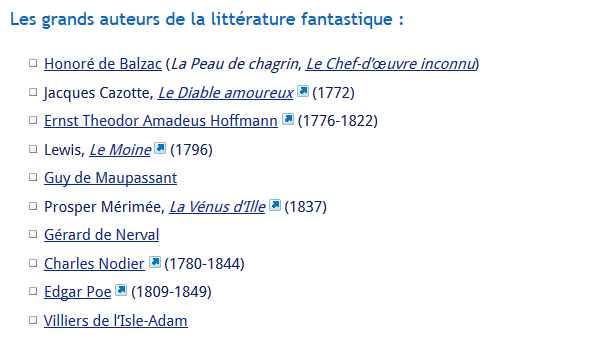 Les grands auteurs de la littérature fantastique :
Honoré de Balzac (La Peau de chagrin, Le Chef-d’œuvre inconnu)
Jacques Cazotte, Le Diable amoureux (1772)
Ernst Theodor Amadeus Hoffmann (1776-1822)
Lewis, Le Moine (1796)
Guy de Maupassant
Prosper Mérimée, La Vénus d’Ille (1837)
Gérard de Nerval
Charles Nodier (1780-1844)
Edgar Poe (1809-1849)
Villiers de l’Isle-Adam